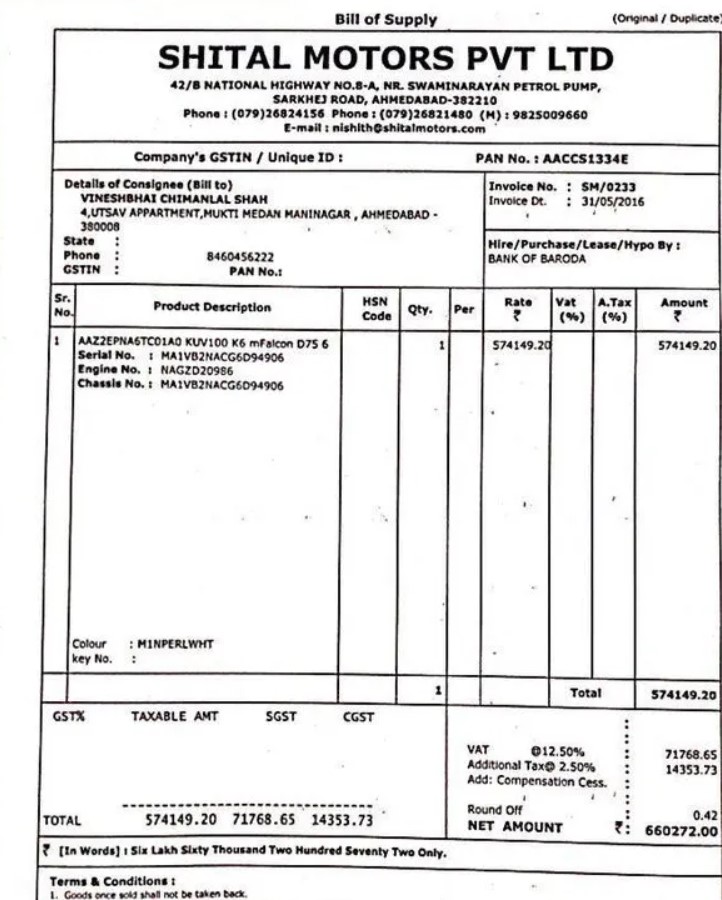 Bill of Supply
(Original / Duplicate)
SHITAL MOTORS PVT LTD
42/B NATIONAL HIGHWAY NO.8-A, NR. SWAMINARAYAN PETROL PUMP,
SARKHEJ ROAD, AHMEDABAD-382210
Phone : (079)26824156 Phone : (079)26821480 (M) : 9825009660
E-mail : nishith@shitalmotors.com
Company's GSTIN / Unique ID : PAN No. : AACCS1334E
Details of Consignee (Bill to)
VINESHBHAI CHIMANLAL SHAH
4,UTSAV APPARTMENT,MUKTI MEDAN MANINAGAR , AHMEDABAD -
380008
State :
Phone : 8460456222
GSTIN : PAN No.:
Invoice No. : SM/0233
Invoice Dt. : 31/05/2016
Hire/Purchase/Lease/Hypo By :
BANK OF BARODA
Sr. No. Product Description HSN Code Qty. Per Rate ₹ Vat (%) A.Tax (%) Amount ₹
1 AAZ2EPNA6TC01A0 KUV100 K6 mFalcon D75 6 1 574149.20 574149.20
Serial No. : MA1VB2NACG6D94906
Engine No. : NAGZD20986
Chassis No. : MA1VB2NACG6D94906
Colour : M1NPERLWHT
key No. :
1 Total 574149.20
GST% TAXABLE AMT SGST CGST
VAT @12.50% : 71768.65
Additional Tax@ 2.50% : 14353.73
Add: Compensation Cess. :
Round Off : 0.42
TOTAL 574149.20 71768.65 14353.73
NET AMOUNT ₹: 660272.00
₹ [In Words] : Six Lakh Sixty Thousand Two Hundred Seventy Two Only.
Terms & Conditions :
1. Goods once sold shall not be taken back.